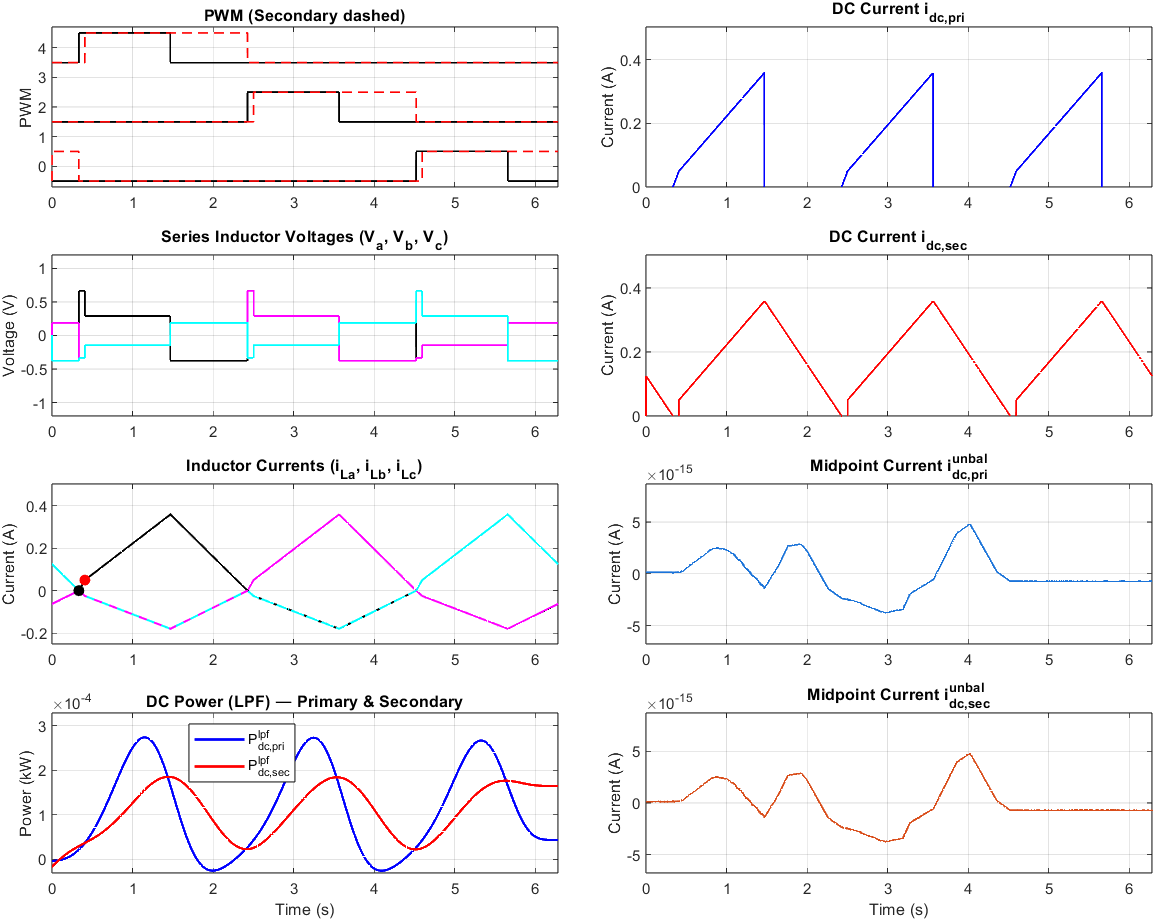 PWM (Secondary dashed)
PWM
4
3
2
1
0
0 1 2 3 4 5 6
DC Current i_dc,pri
Current (A)
0.4
0.2
0
0 1 2 3 4 5 6
Series Inductor Voltages (V_a, V_b, V_c)
Voltage (V)
1
0.5
0
-0.5
-1
0 1 2 3 4 5 6
DC Current i_dc,sec
Current (A)
0.4
0.2
0
0 1 2 3 4 5 6
Inductor Currents (i_La, i_Lb, i_Lc)
Current (A)
0.4
0.2
0
-0.2
0 1 2 3 4 5 6
Midpoint Current i_dc,pri^unbal
×10^-15
Current (A)
5
0
-5
0 1 2 3 4 5 6
DC Power (LPF) — Primary & Secondary
×10^-4
Power (kW)
3
2
1
0
P_dc,pri^lpf
P_dc,sec^lpf
0 1 2 3 4 5 6
Time (s)
Midpoint Current i_dc,sec^unbal
×10^-15
Current (A)
5
0
-5
0 1 2 3 4 5 6
Time (s)